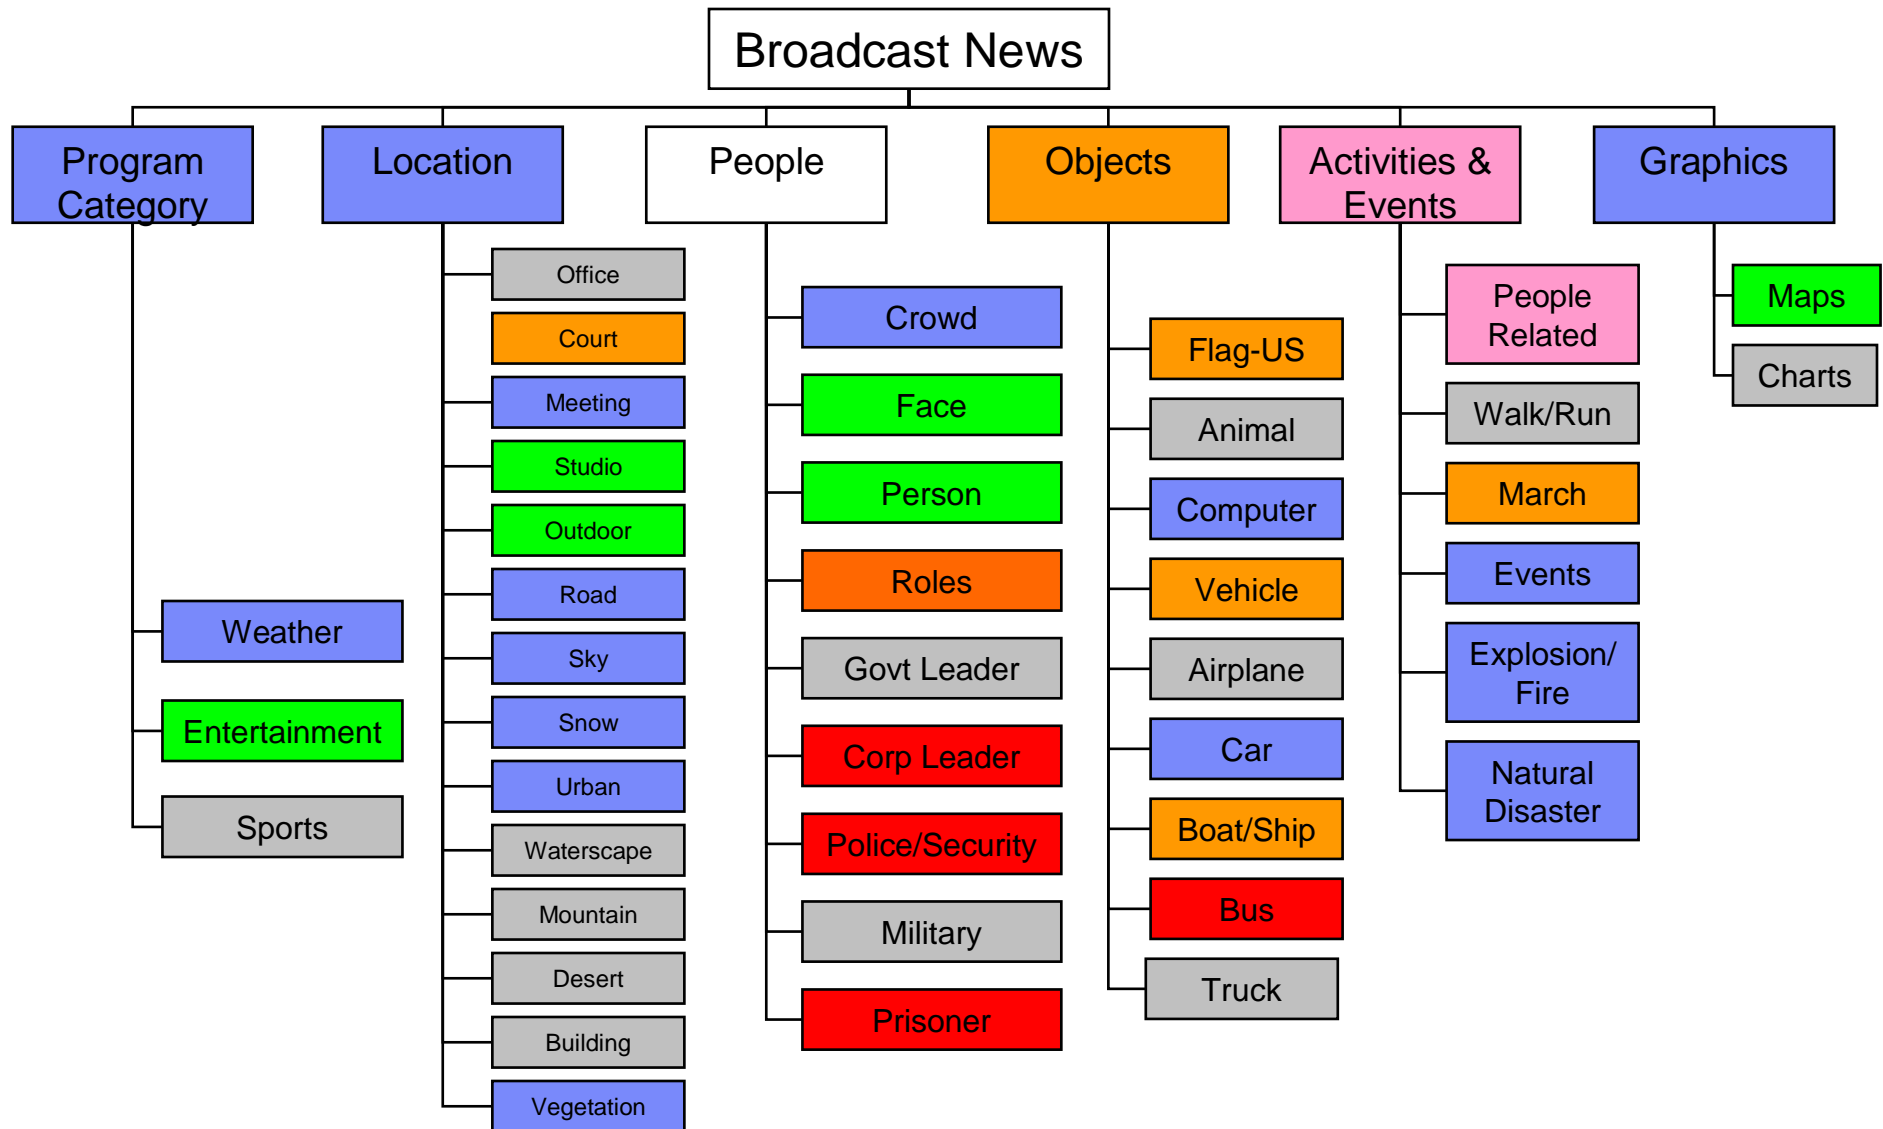 Broadcast News
Program
Category
Location
People
Objects
Activities &
Events
Graphics
Weather
Entertainment
Sports
Office
Court
Meeting
Studio
Outdoor
Road
Sky
Snow
Urban
Waterscape
Mountain
Desert
Building
Vegetation
Crowd
Face
Person
Roles
Govt Leader
Corp Leader
Police/Security
Military
Prisoner
Flag-US
Animal
Computer
Vehicle
Airplane
Car
Boat/Ship
Bus
Truck
People
Related
Walk/Run
March
Events
Explosion/
Fire
Natural
Disaster
Maps
Charts